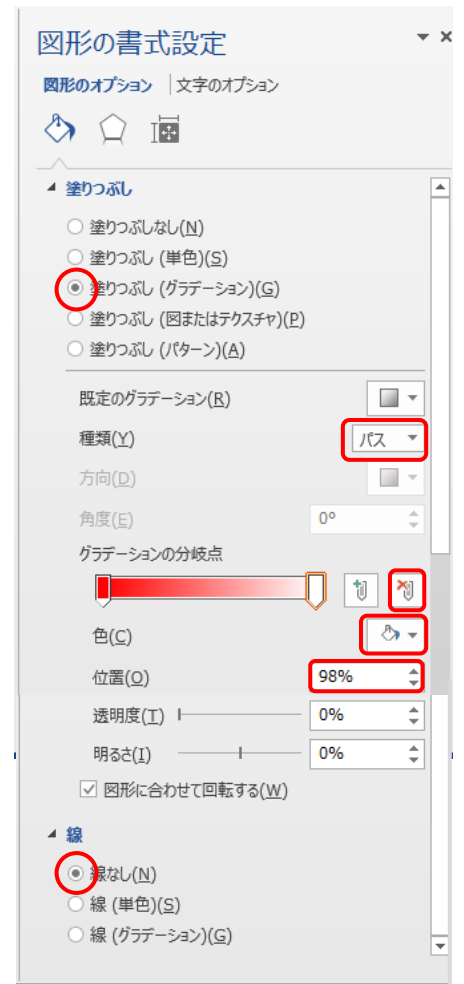 図形の書式設定
図形のオプション 文字のオプション
塗りつぶし
塗りつぶしなし(N)
塗りつぶし (単色)(S)
塗りつぶし (グラデーション)(G)
塗りつぶし (図またはテクスチャ)(P)
塗りつぶし (パターン)(A)
既定のグラデーション(R)
種類(Y) パス
方向(D)
角度(E) 0°
グラデーションの分岐点
色(C)
位置(O) 98%
透明度(T) 0%
明るさ(I) 0%
図形に合わせて回転する(W)
線
線なし(N)
線 (単色)(S)
線 (グラデーション)(G)